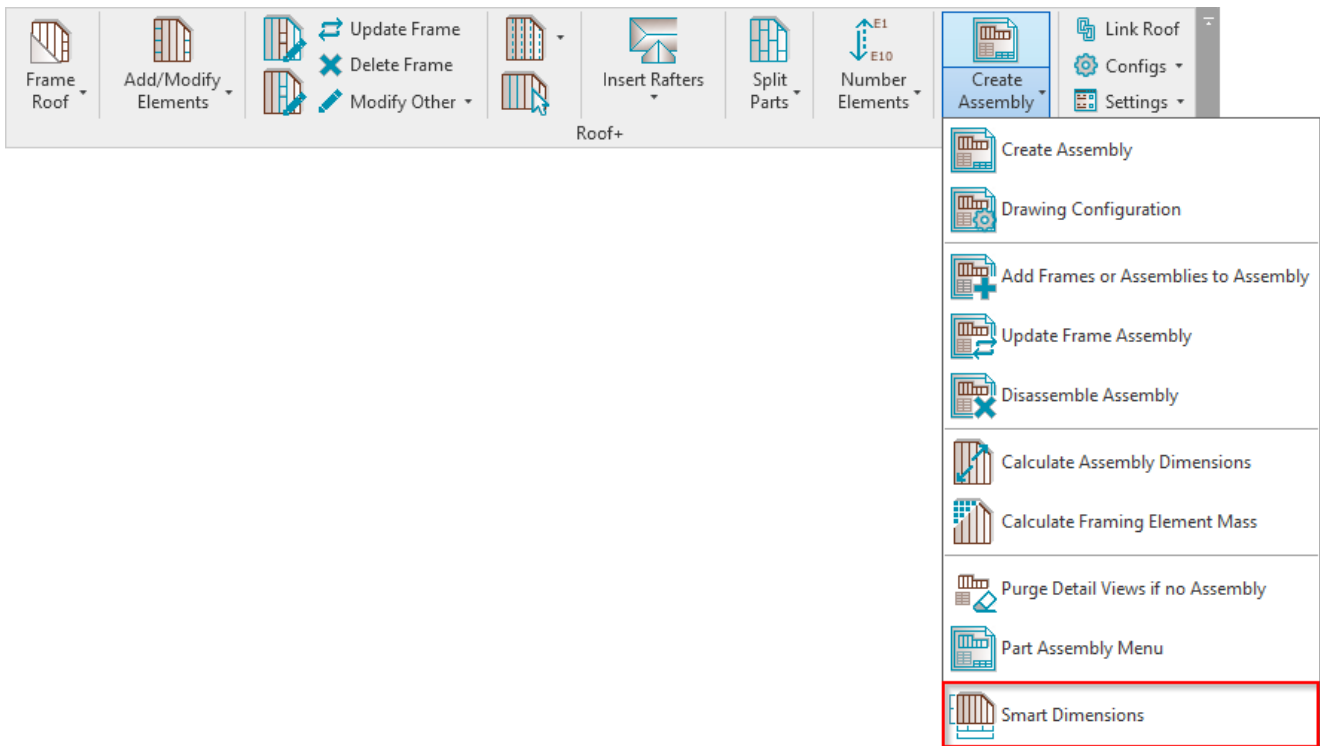 Frame
Roof
Add/Modify
Elements
Update Frame
Delete Frame
Modify Other
Insert Rafters
Split
Parts
E1
E10
Number
Elements
Create
Assembly
Link Roof
Configs
Settings
Roof+
Create Assembly
Drawing Configuration
Add Frames or Assemblies to Assembly
Update Frame Assembly
Disassemble Assembly
Calculate Assembly Dimensions
Calculate Framing Element Mass
Purge Detail Views if no Assembly
Part Assembly Menu
Smart Dimensions